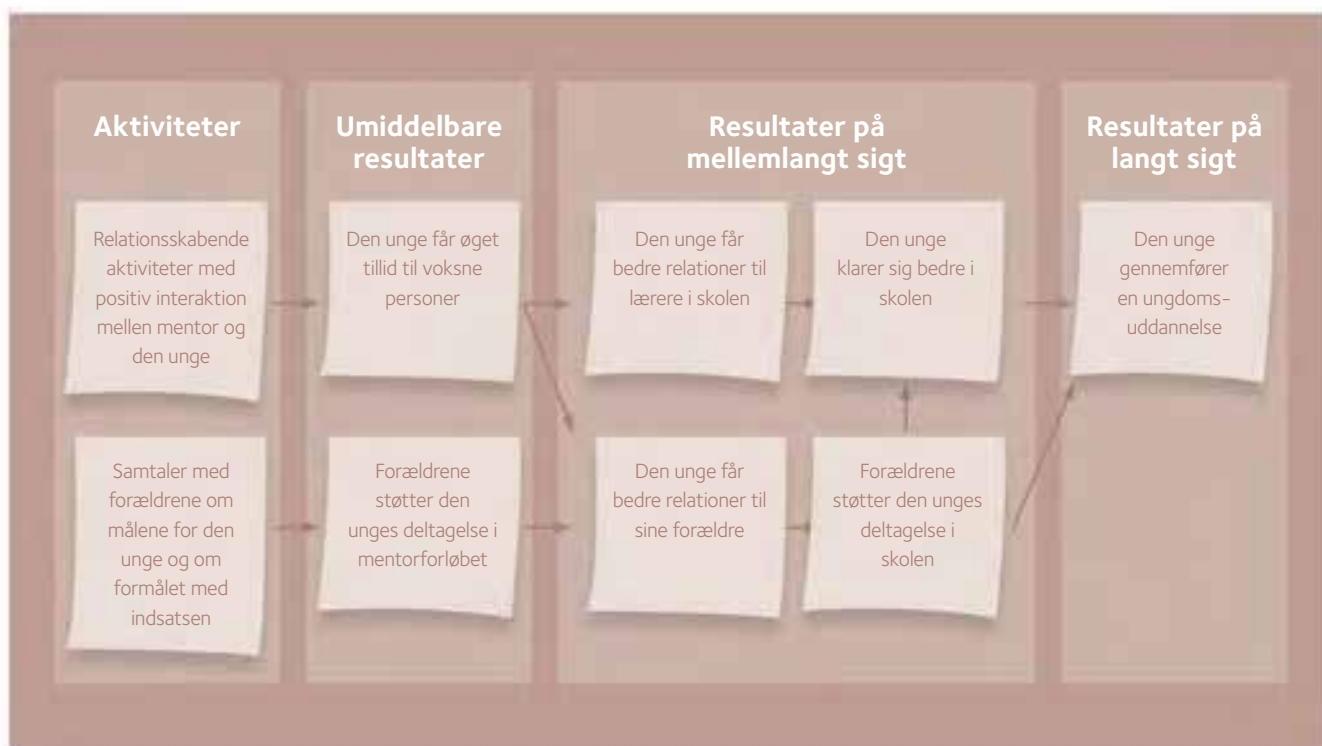 Aktiviteter
Relationsskabende
aktiviteter med
positiv interaktion
mellen mentor og
den unge
Samtaler med
forældrene om
målene for den
unge og om
formålet med
indsatsen
Umiddelbare
resultater
Den unge får øget
tillid til voksne
personer
Forældrene
støtter den
unges deltagelse i
mentorforløbet
Resultater på
mellemlangt sigt
Den unge får
bedre relationer til
lærere i skolen
Den unge
klarer sig bedre i
skolen
Den unge får
bedre relationer til
sine forældre
Forældrene
støtter den unges
deltagelse i
skolen
Resultater på
langt sigt
Den unge
gennemfører
en ungdoms-
uddannelse